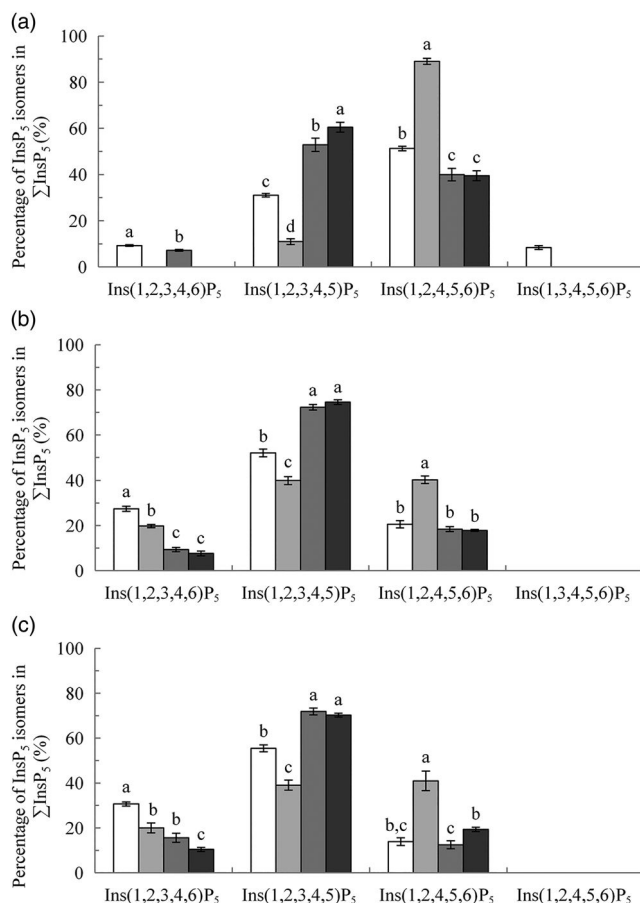 (a)
Percentage of InsP₅ isomers in
∑InsP₅ (%)
100
80
60
40
20
0
a
b
c
d
b
a
b
a
c
c
Ins(1,2,3,4,6)P₅
Ins(1,2,3,4,5)P₅
Ins(1,2,4,5,6)P₅
Ins(1,3,4,5,6)P₅
(b)
Percentage of InsP₅ isomers in
∑InsP₅ (%)
100
80
60
40
20
0
a
b
c
c
b
c
a
a
b
a
b
b
Ins(1,2,3,4,6)P₅
Ins(1,2,3,4,5)P₅
Ins(1,2,4,5,6)P₅
Ins(1,3,4,5,6)P₅
(c)
Percentage of InsP₅ isomers in
∑InsP₅ (%)
100
80
60
40
20
0
a
b
b
c
b
c
a
a
b,c
a
c
b
Ins(1,2,3,4,6)P₅
Ins(1,2,3,4,5)P₅
Ins(1,2,4,5,6)P₅
Ins(1,2,4,5,6)P₅